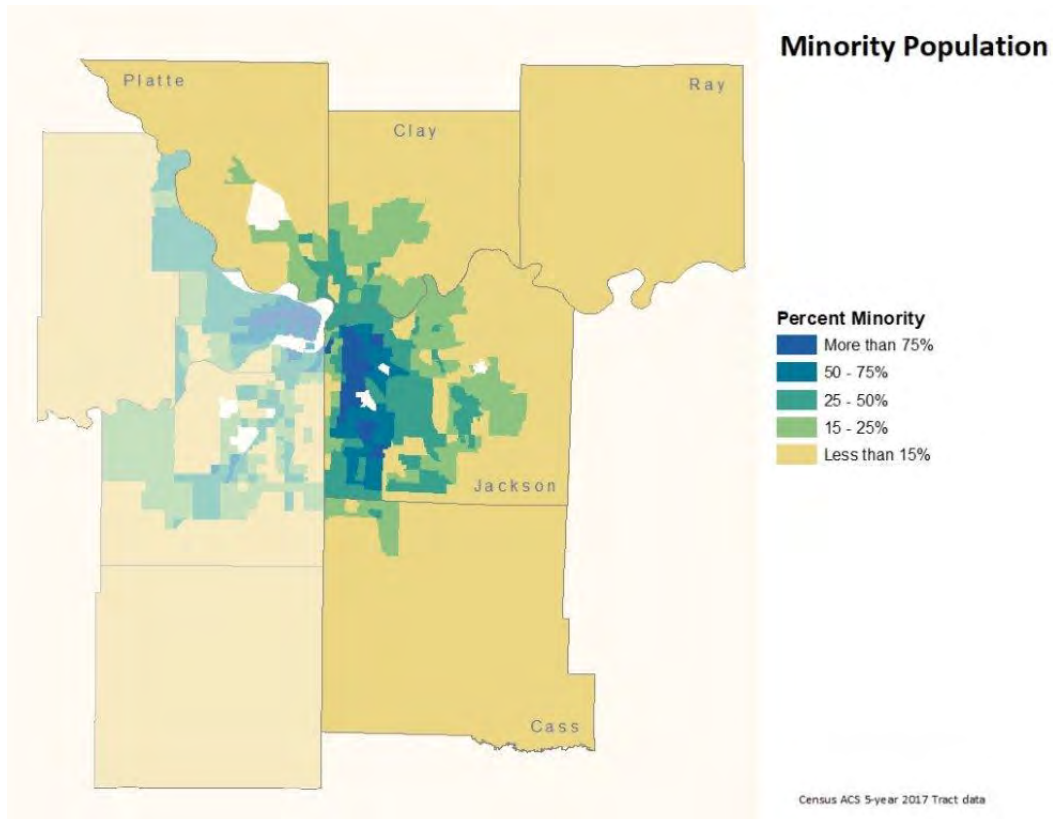 Minority Population
Platte
Ray
Clay
Percent Minority
More than 75%
50 - 75%
25 - 50%
15 - 25%
Less than 15%
Jackson
Cass
Census ACS 5-year 2017 Tract data